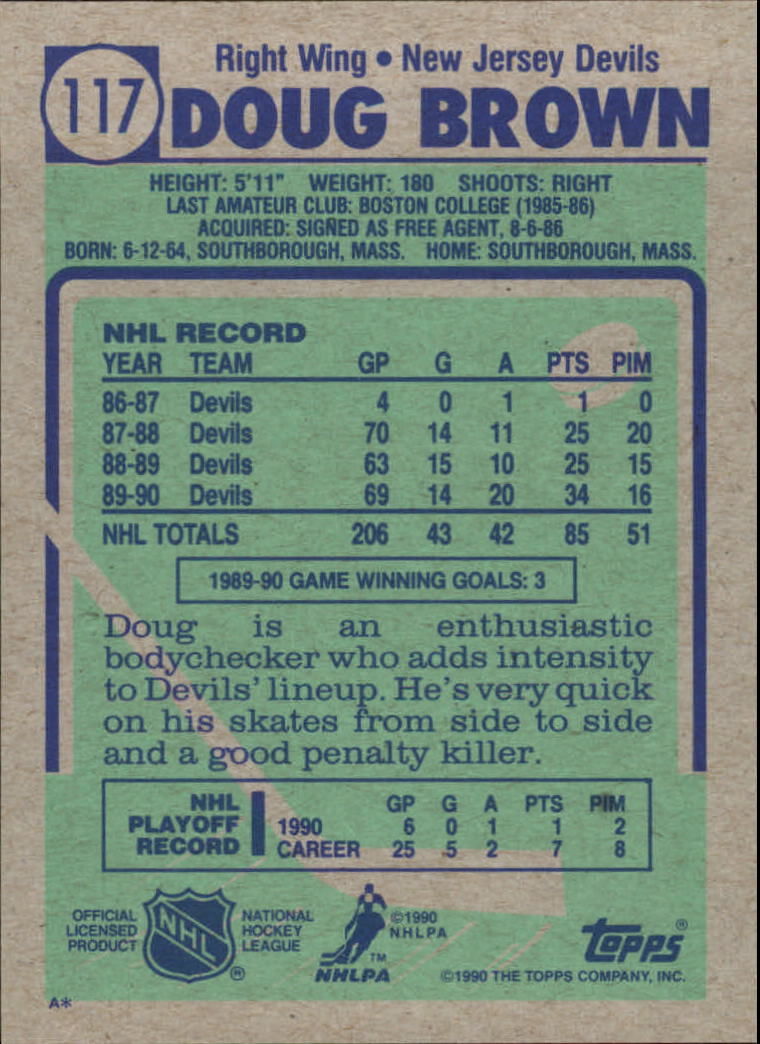 117
Right Wing • New Jersey Devils
DOUG BROWN
HEIGHT: 5'11" WEIGHT: 180 SHOOTS: RIGHT
LAST AMATEUR CLUB: BOSTON COLLEGE (1985-86)
ACQUIRED: SIGNED AS FREE AGENT, 8-6-86
BORN: 6-12-64, SOUTHBOROUGH, MASS. HOME: SOUTHBOROUGH, MASS.
NHL RECORD
YEAR TEAM GP G A PTS PIM
86-87 Devils 4 0 1 1 0
87-88 Devils 70 14 11 25 20
88-89 Devils 63 15 10 25 15
89-90 Devils 69 14 20 34 16
NHL TOTALS 206 43 42 85 51
1989-90 GAME WINNING GOALS: 3
Doug is an enthusiastic
bodychecker who adds intensity
to Devils' lineup. He's very quick
on his skates from side to side
and a good penalty killer.
NHL PLAYOFF RECORD
GP G A PTS PIM
1990 6 0 1 1 2
CAREER 25 5 2 7 8
OFFICIAL
LICENSED
PRODUCT
NHL
®
NATIONAL
HOCKEY
LEAGUE
©1990
NHLPA
TM
NHLPA
topps®
©1990 THE TOPPS COMPANY, INC.
A*